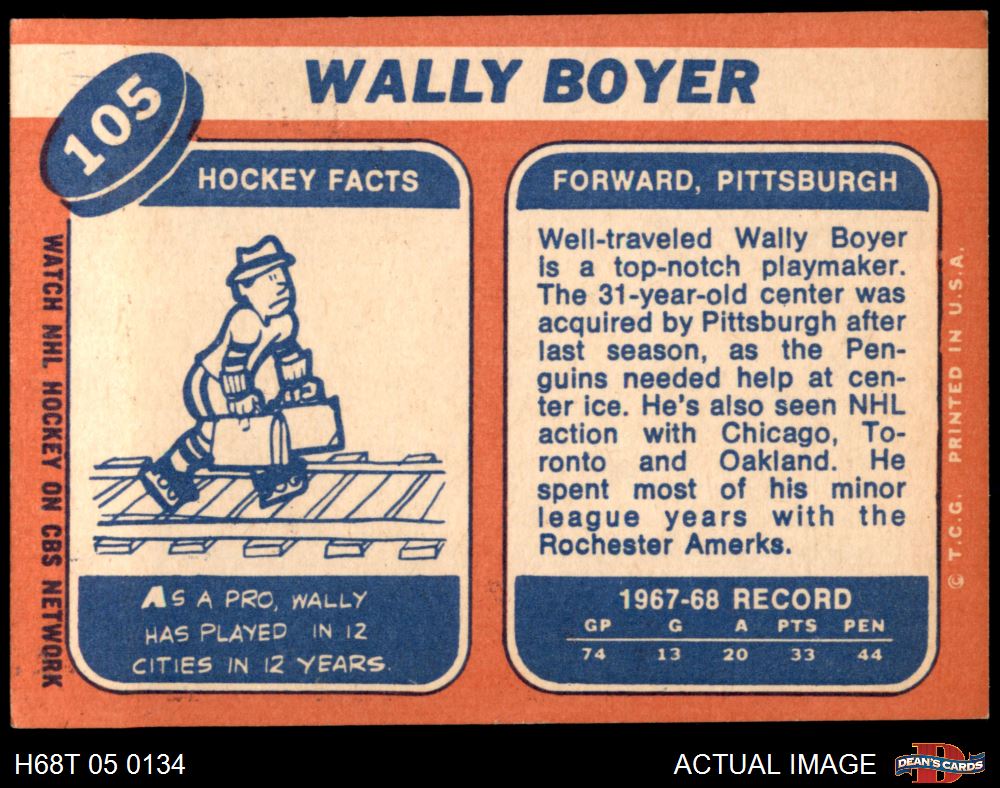 105
WALLY BOYER
HOCKEY FACTS
WATCH NHL HOCKEY ON CBS NETWORK
AS A PRO, WALLY
HAS PLAYED IN 12
CITIES IN 12 YEARS.
FORWARD, PITTSBURGH
Well-traveled Wally Boyer
is a top-notch playmaker.
The 31-year-old center was
acquired by Pittsburgh after
last season, as the Pen-
guins needed help at cen-
ter ice. He's also seen NHL
action with Chicago, To-
ronto and Oakland. He
spent most of his minor
league years with the
Rochester Amerks.
1967-68 RECORD
GP G A PTS PEN
74 13 20 33 44
© T.C.G. PRINTED IN U.S.A.
H68T 05 0134
ACTUAL IMAGE
DEAN'S CARDS